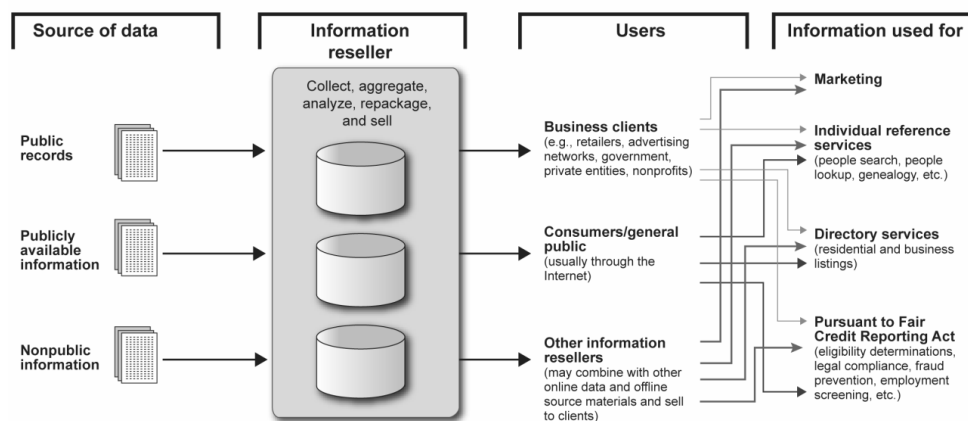 Source of data
Information
reseller
Users
Information used for
Collect, aggregate,
analyze, repackage,
and sell
Public
records
Publicly
available
information
Nonpublic
information
Business clients
(e.g., retailers, advertising
networks, government,
private entities, nonprofits)
Consumers/general
public
(usually through the
Internet)
Other information
resellers
(may combine with other
online data and offline
source materials and sell
to clients)
Marketing
Individual reference
services
(people search, people
lookup, genealogy, etc.)
Directory services
(residential and business
listings)
Pursuant to Fair
Credit Reporting Act
(eligibility determinations,
legal compliance, fraud
prevention, employment
screening, etc.)